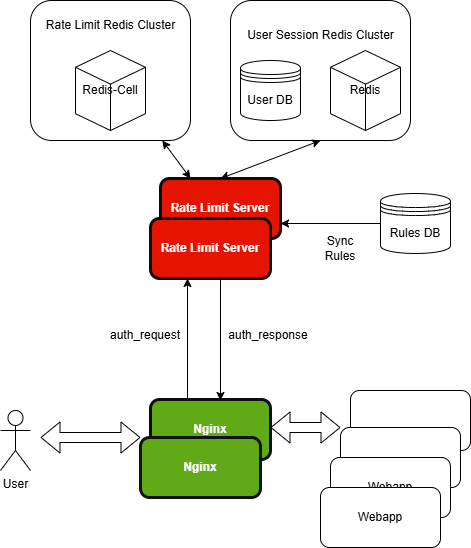 Rate Limit Redis Cluster
User Session Redis Cluster
Redis-Cell
User DB
Redis
Rate Limit Server
Rate Limit Server
Sync
Rules
Rules DB
auth_request
auth_response
Nginx
Nginx
User
Webapp
Webapp